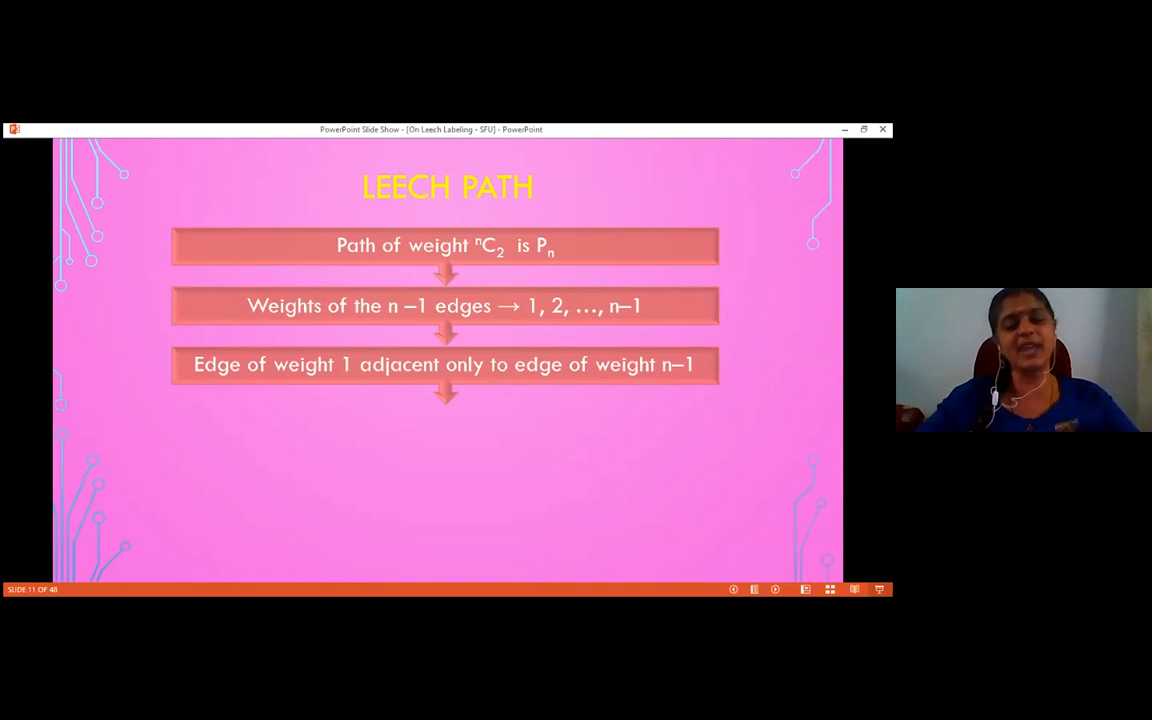 PowerPoint Slide Show - [On Leech Labeling - SFU] - PowerPoint
LEECH PATH
Path of weight ⁿC₂ is Pₙ
Weights of the n –1 edges → 1, 2, …, n–1
Edge of weight 1 adjacent only to edge of weight n–1
SLIDE 11 OF 48